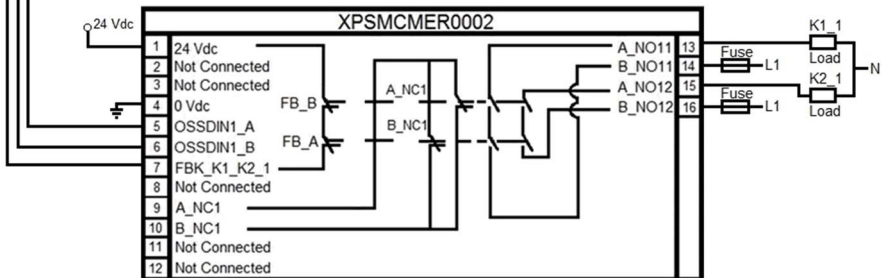 XPSMCMER0002
24 Vdc
1 24 Vdc
2 Not Connected
3 Not Connected
4 0 Vdc
5 OSSDIN1_A
6 OSSDIN1_B
7 FBK_K1_K2_1
8 Not Connected
9 A_NC1
10 B_NC1
11 Not Connected
12 Not Connected
FB_B
FB_A
A_NC1
B_NC1
A_NO11 13
B_NO11 14
A_NO12 15
B_NO12 16
K1_1
Load
Fuse
L1
N
K2_1
Load
Fuse
L1